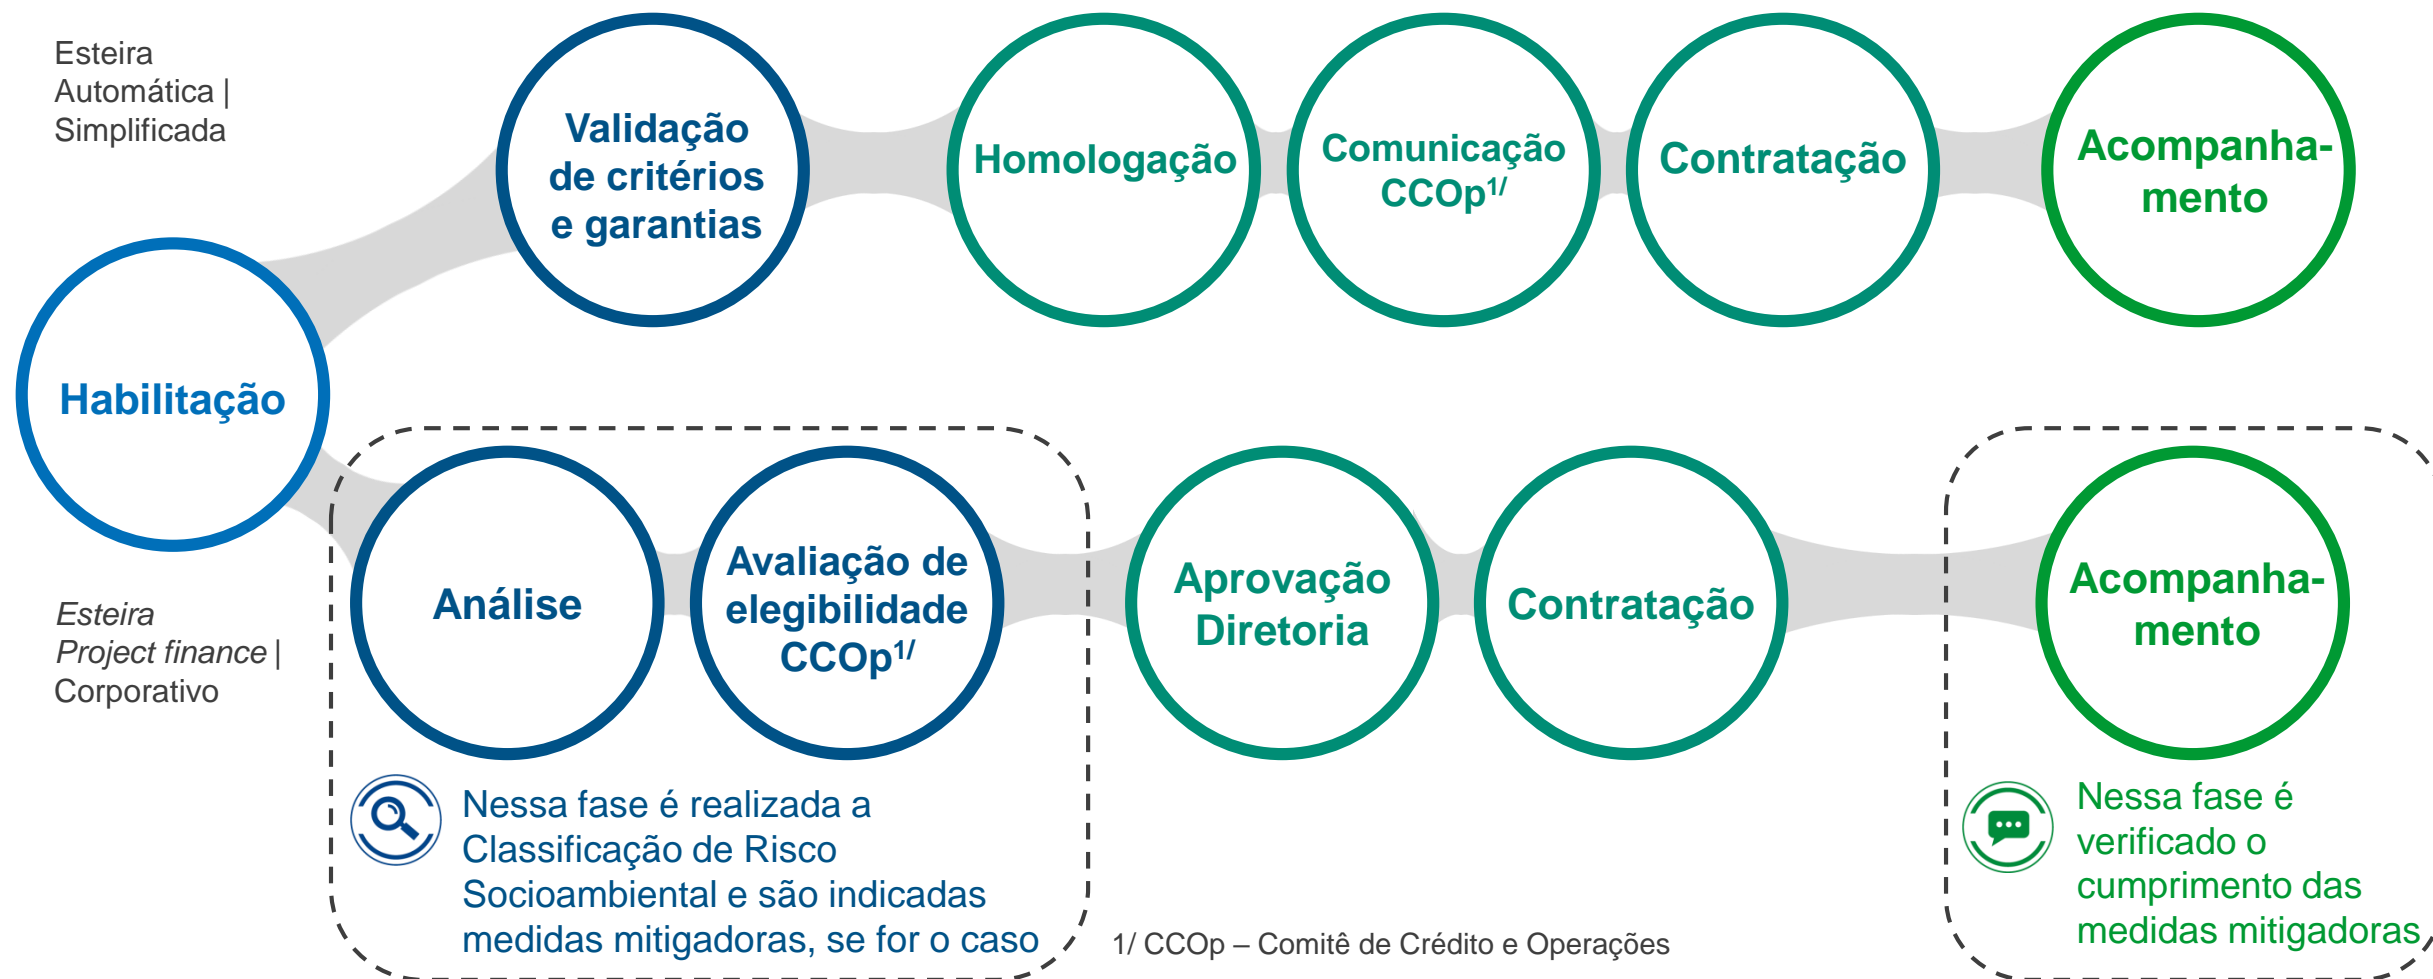 Esteira
Automática |
Simplificada
Validação
de critérios
e garantias
Homologação
Comunicação
CCOp1/
Contratação
Acompanha-
mento
Habilitação
Esteira
Project finance |
Corporativo
Análise
Avaliação de
elegibilidade
CCOp1/
Aprovação
Diretoria
Contratação
Acompanha-
mento
Nessa fase é realizada a
Classificação de Risco
Socioambiental e são indicadas
medidas mitigadoras, se for o caso
Nessa fase é
verificado o
cumprimento das
medidas mitigadoras
1/ CCOp – Comitê de Crédito e Operações